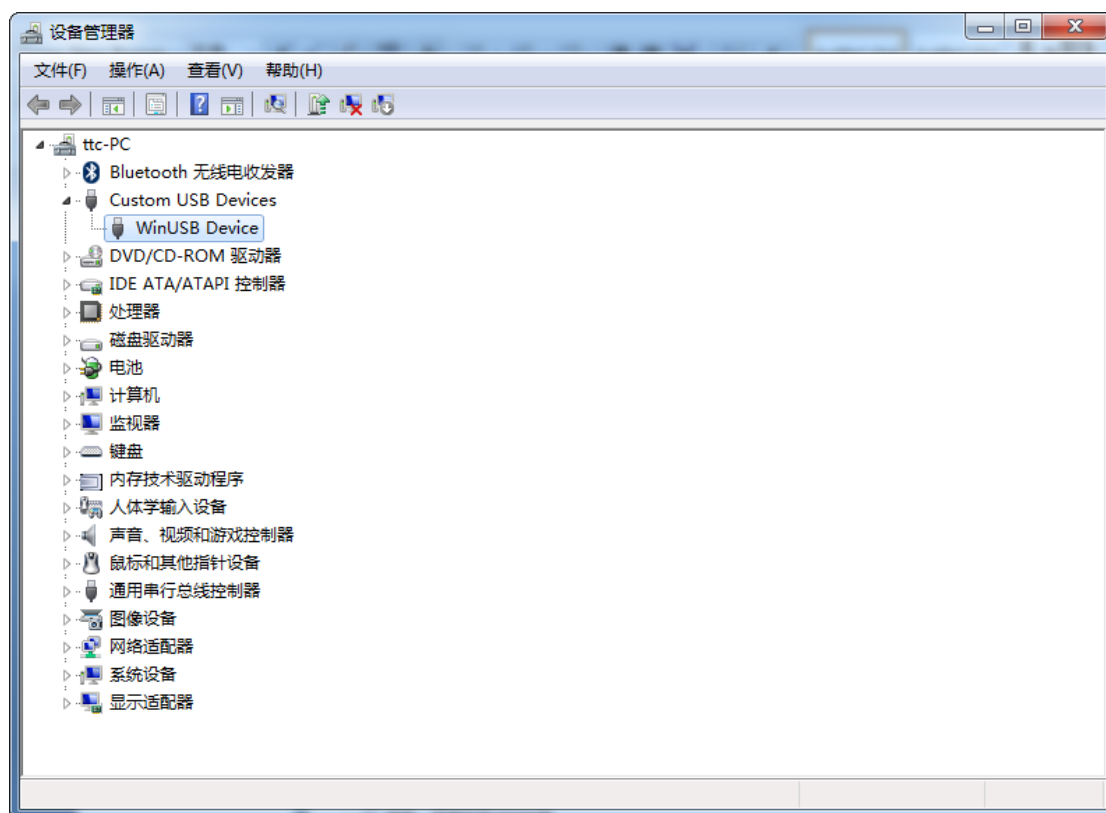 设备管理器
文件(F) 操作(A) 查看(V) 帮助(H)
ttc-PC
Bluetooth 无线电收发器
Custom USB Devices
WinUSB Device
DVD/CD-ROM 驱动器
IDE ATA/ATAPI 控制器
处理器
磁盘驱动器
电池
计算机
监视器
键盘
内存技术驱动程序
人体学输入设备
声音、视频和游戏控制器
鼠标和其他指针设备
通用串行总线控制器
图像设备
网络适配器
系统设备
显示适配器